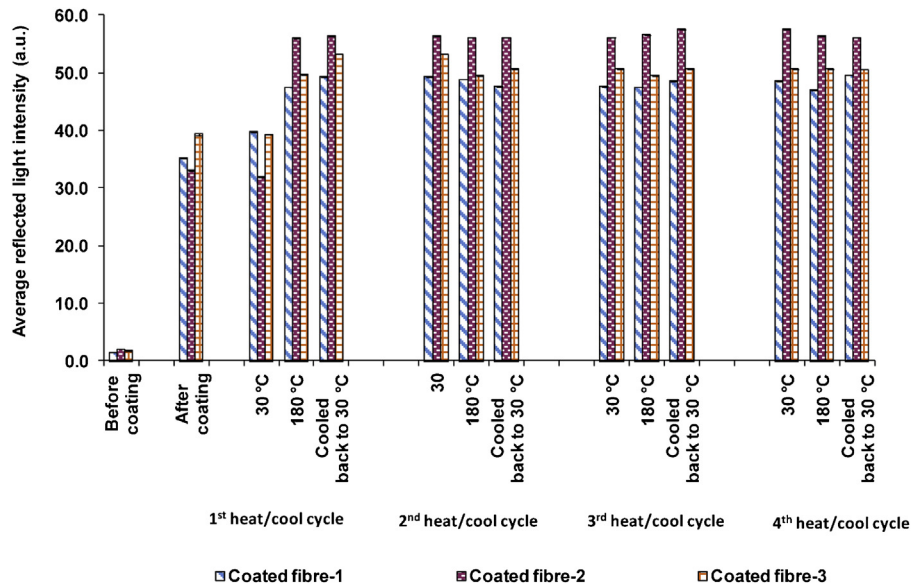 Average reflected light intensity (a.u.)
60.0
50.0
40.0
30.0
20.0
10.0
0.0
Before
coating
After
coating
30 °C
180 °C
Cooled
back to 30 °C
30
180 °C
Cooled
back to 30 °C
30 °C
180 °C
Cooled
back to 30 °C
30 °C
180 °C
Cooled
back to 30 °C
1st heat/cool cycle
2nd heat/cool cycle
3rd heat/cool cycle
4th heat/cool cycle
Coated fibre-1
Coated fibre-2
Coated fibre-3